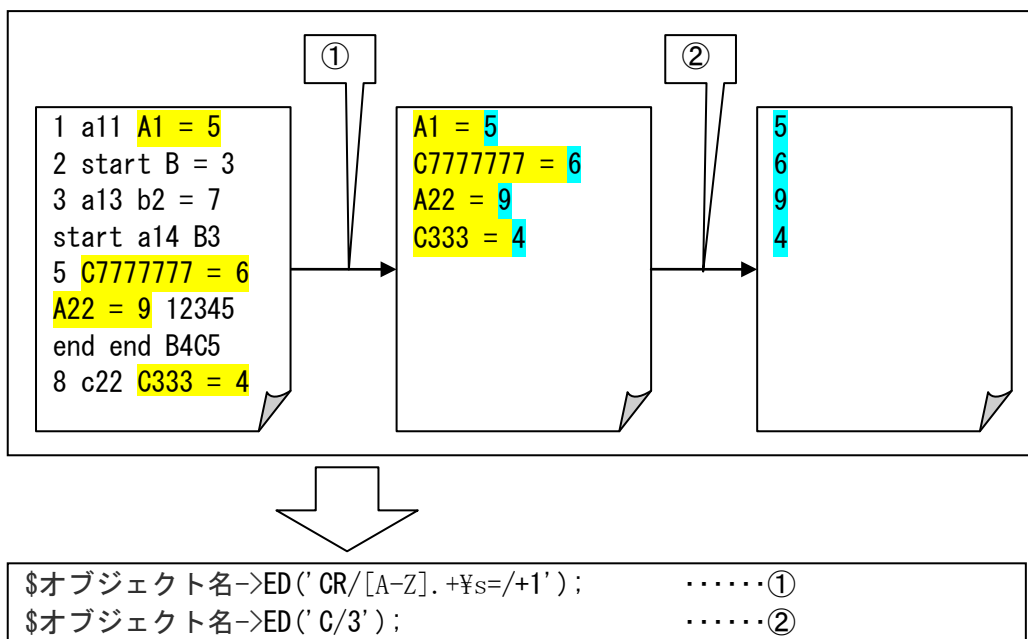 ①
②
1 a11 A1 = 5
2 start B = 3
3 a13 b2 = 7
start a14 B3
5 C7777777 = 6
A22 = 9 12345
end end B4C5
8 c22 C333 = 4
A1 = 5
C7777777 = 6
A22 = 9
C333 = 4
5
6
9
4
$オブジェクト名->ED('CR/[A-Z].+¥s=/+1'); ‥‥‥①
$オブジェクト名->ED('C/3'); ‥‥‥②